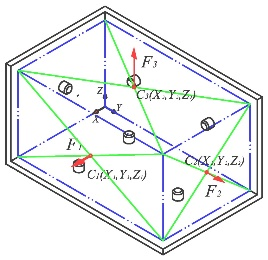 F₃
C₃(X₃,Y₃,Z₃)
Z
X
Y
F₁
C₁(X₁,Y₁,Z₁)
C₂(X₂,Y₂,Z₂)
F₂